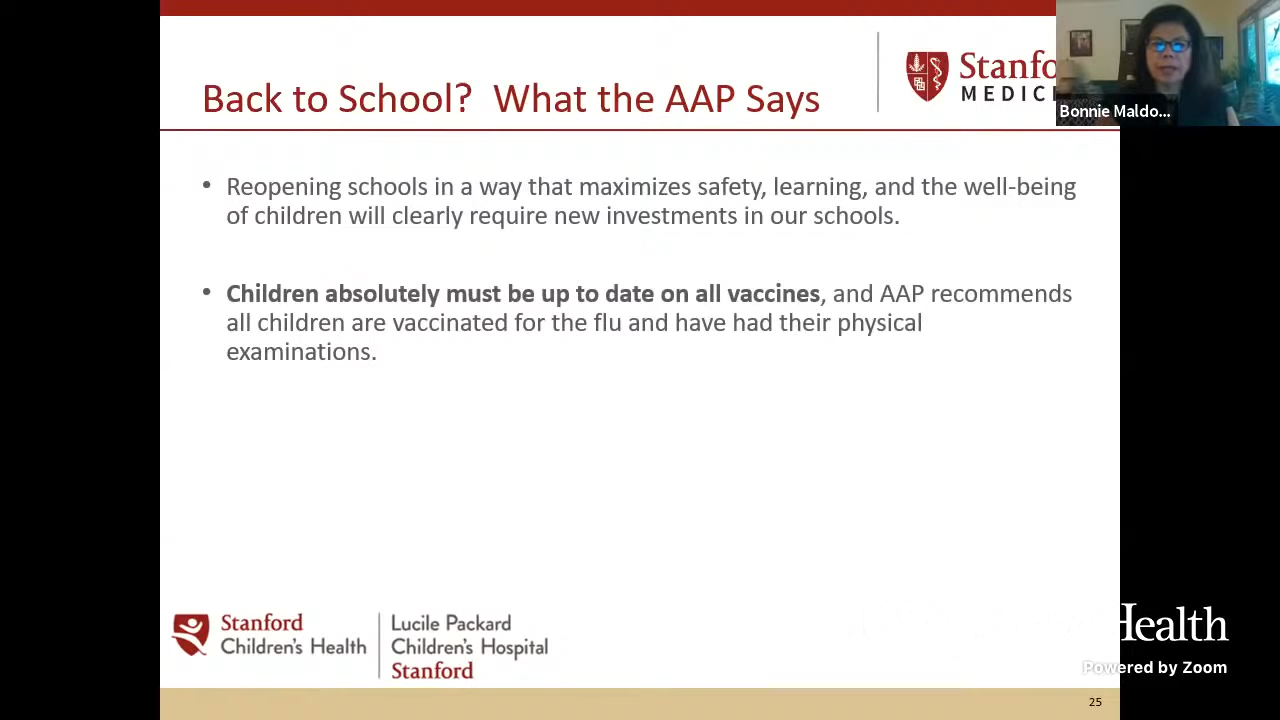 Back to School?  What the AAP Says
Stanfo
MEDIC
Bonnie Maldo...
• Reopening schools in a way that maximizes safety, learning, and the well-being
of children will clearly require new investments in our schools.
• Children absolutely must be up to date on all vaccines, and AAP recommends
all children are vaccinated for the flu and have had their physical
examinations.
Stanford
Children's Health
Lucile Packard
Children's Hospital
Stanford
Health
Powered by Zoom
25